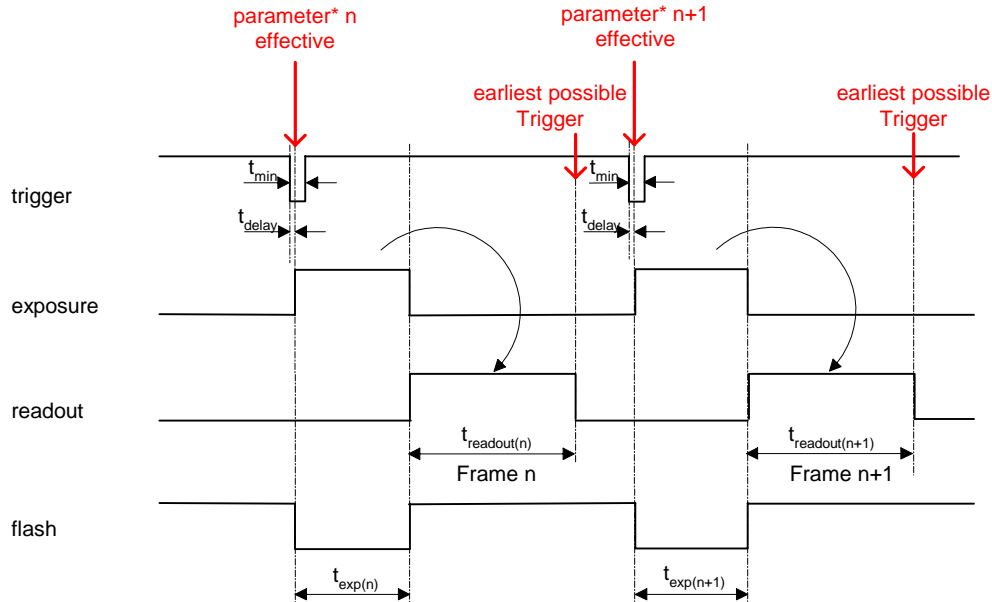 parameter* n
effective
parameter* n+1
effective
earliest possible
Trigger
earliest possible
Trigger
trigger
tmin
tmin
tdelay
tdelay
exposure
readout
treadout(n)
treadout(n+1)
Frame n
Frame n+1
flash
texp(n)
texp(n+1)